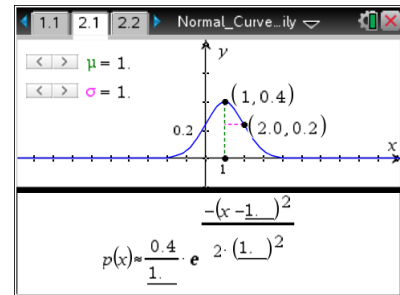 1.1 2.1 2.2 Normal_Curve...ily
< > μ = 1.
< > σ = 1.
y
(1,0.4)
0.2
(2.0,0.2)
x
1
p(x)≈ 0.4/1. · e^(-(x-1.)^2 / 2·(1.)^2)